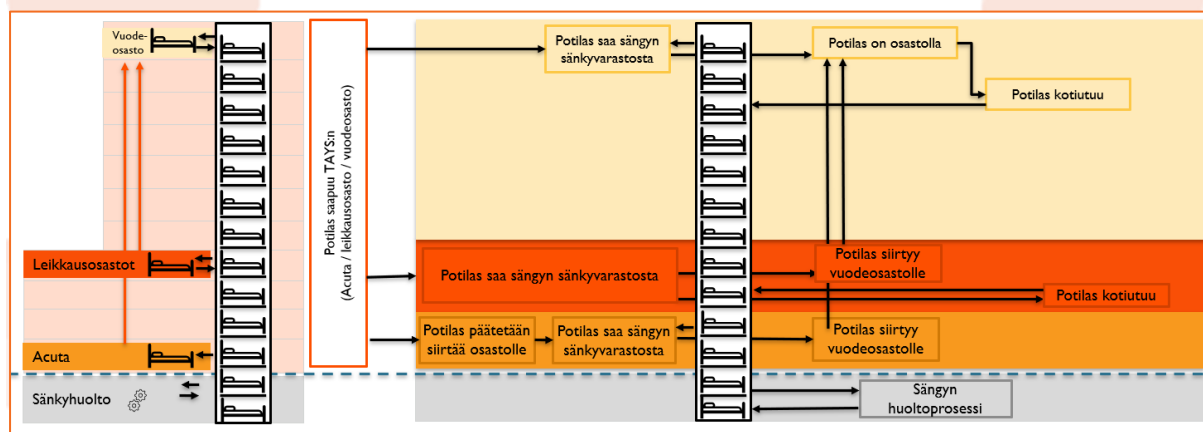 Vuode-
osasto
Leikkausosastot
Acuta
Sänkyhuolto
Potilas saapuu TAYS:n
(Acuta / leikkausosasto / vuodeosasto)
Potilas saa sängyn
sänkyvarastosta
Potilas on osastolla
Potilas kotiutuu
Potilas saa sängyn sänkyvarastosta
Potilas siirtyy
vuodeosastolle
Potilas kotiutuu
Potilas päätetään
siirtää osastolle
Potilas saa sängyn
sänkyvarastosta
Potilas siirtyy
vuodeosastolle
Sängyn
huoltoprosessi